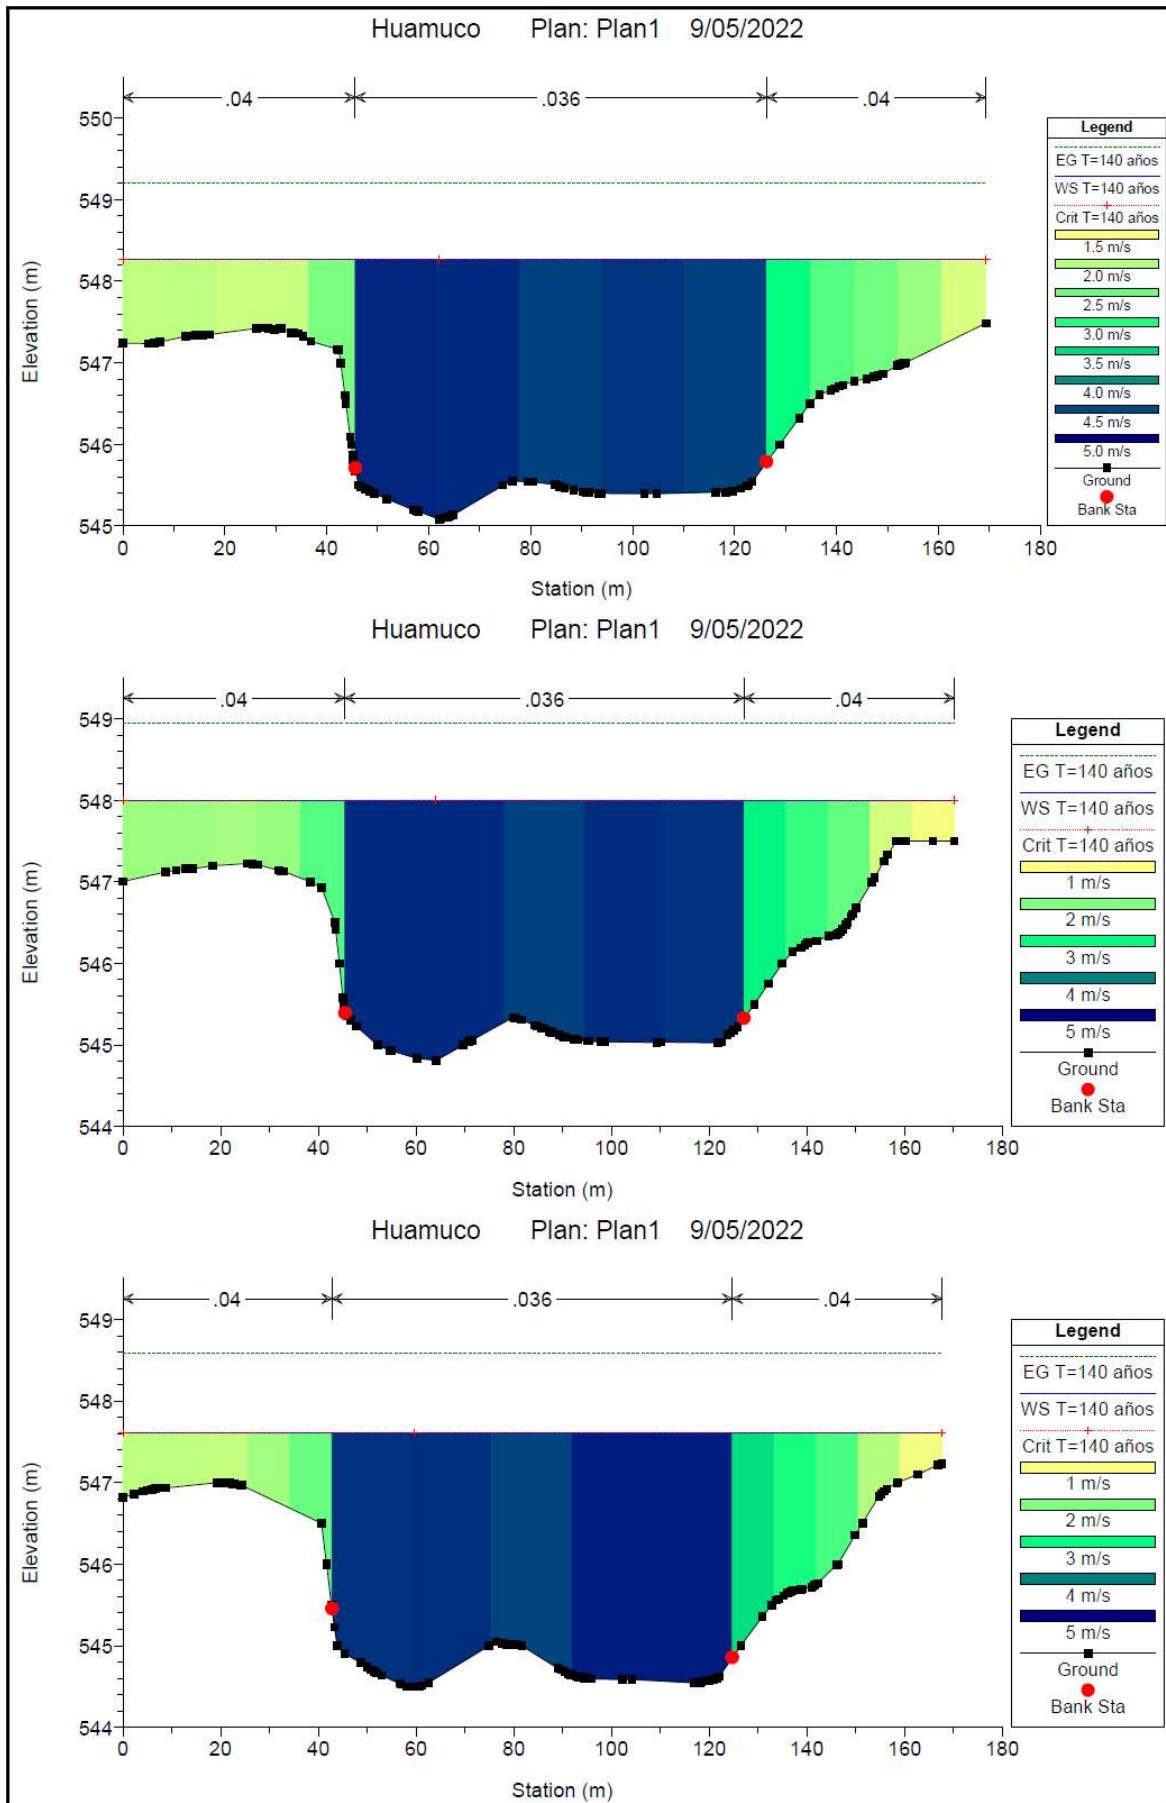 Huamuco Plan: Plan1 9/05/2022
.04 .036 .04
550
549
548
547
546
545
Elevation (m)
0 20 40 60 80 100 120 140 160 180
Station (m)
Legend
EG T=140 años
WS T=140 años
Crit T=140 años
1.5 m/s
2.0 m/s
2.5 m/s
3.0 m/s
3.5 m/s
4.0 m/s
4.5 m/s
5.0 m/s
Ground
Bank Sta
Huamuco Plan: Plan1 9/05/2022
.04 .036 .04
549
548
547
546
545
544
Elevation (m)
0 20 40 60 80 100 120 140 160 180
Station (m)
Legend
EG T=140 años
WS T=140 años
Crit T=140 años
1 m/s
2 m/s
3 m/s
4 m/s
5 m/s
Ground
Bank Sta
Huamuco Plan: Plan1 9/05/2022
.04 .036 .04
549
548
547
546
545
544
Elevation (m)
0 20 40 60 80 100 120 140 160 180
Station (m)
Legend
EG T=140 años
WS T=140 años
Crit T=140 años
1 m/s
2 m/s
3 m/s
4 m/s
5 m/s
Ground
Bank Sta